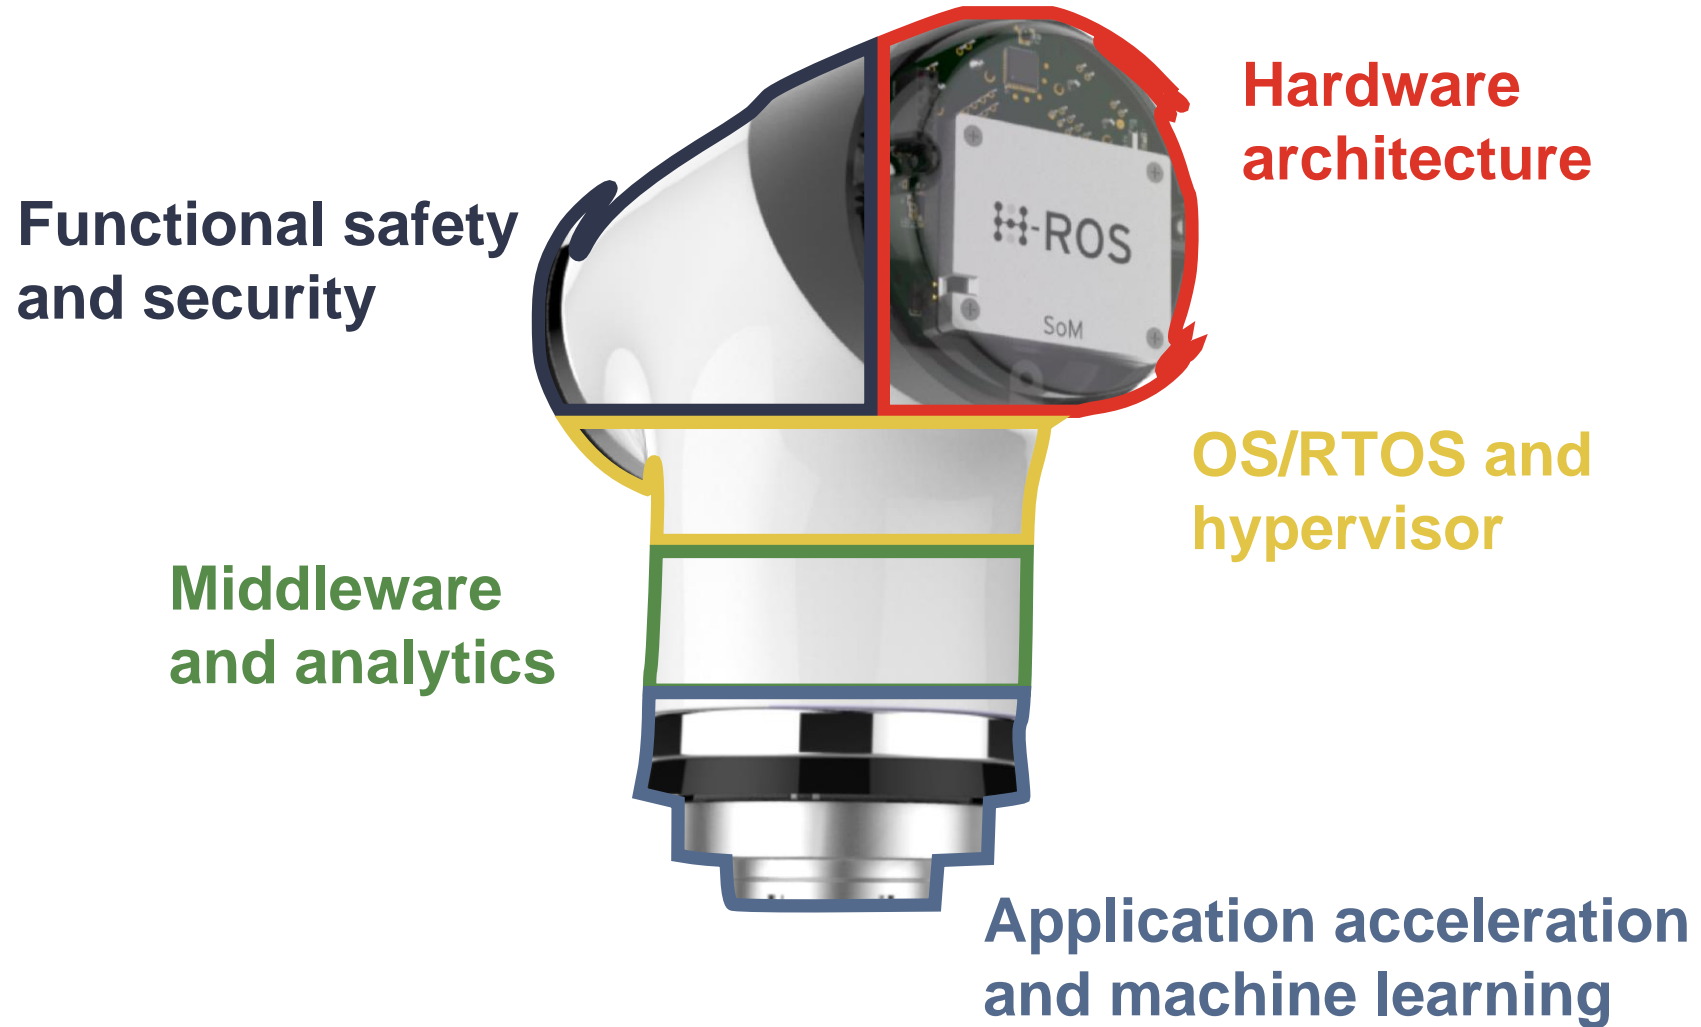 Hardware
architecture
Functional safety
and security
H-ROS
SoM
OS/RTOS and
hypervisor
Middleware
and analytics
Application acceleration
and machine learning